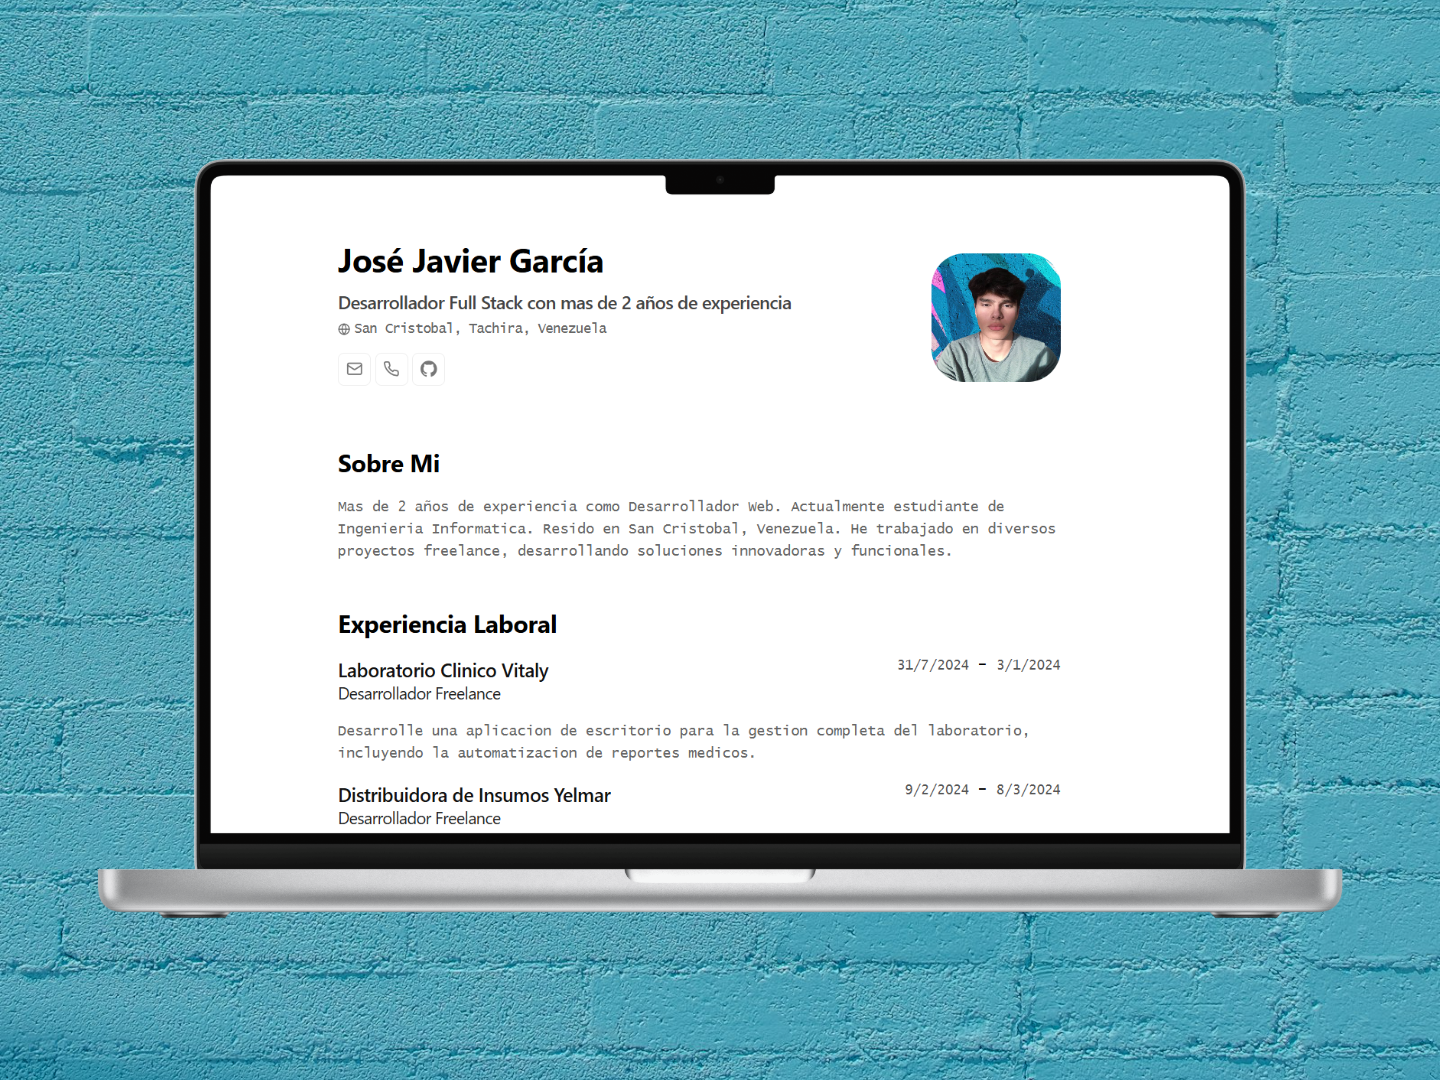 José Javier García
Desarrollador Full Stack con mas de 2 años de experiencia
San Cristobal, Tachira, Venezuela
Sobre Mi
Mas de 2 años de experiencia como Desarrollador Web. Actualmente estudiante de
Ingenieria Informatica. Resido en San Cristobal, Venezuela. He trabajado en diversos
proyectos freelance, desarrollando soluciones innovadoras y funcionales.
Experiencia Laboral
Laboratorio Clinico Vitaly
31/7/2024 - 3/1/2024
Desarrollador Freelance
Desarrolle una aplicacion de escritorio para la gestion completa del laboratorio,
incluyendo la automatizacion de reportes medicos.
Distribuidora de Insumos Yelmar
9/2/2024 - 8/3/2024
Desarrollador Freelance